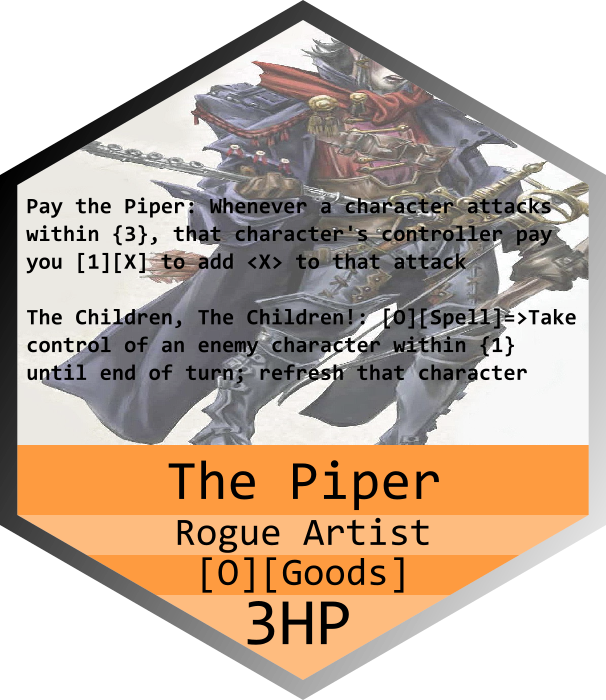 Pay the Piper: Whenever a character attacks
within {3}, that character's controller pay
you [1][X] to add <X> to that attack
The Children, The Children!: [O][Spell]=>Take
control of an enemy character within {1}
until end of turn; refresh that character
The Piper
Rogue Artist
[O][Goods]
3HP